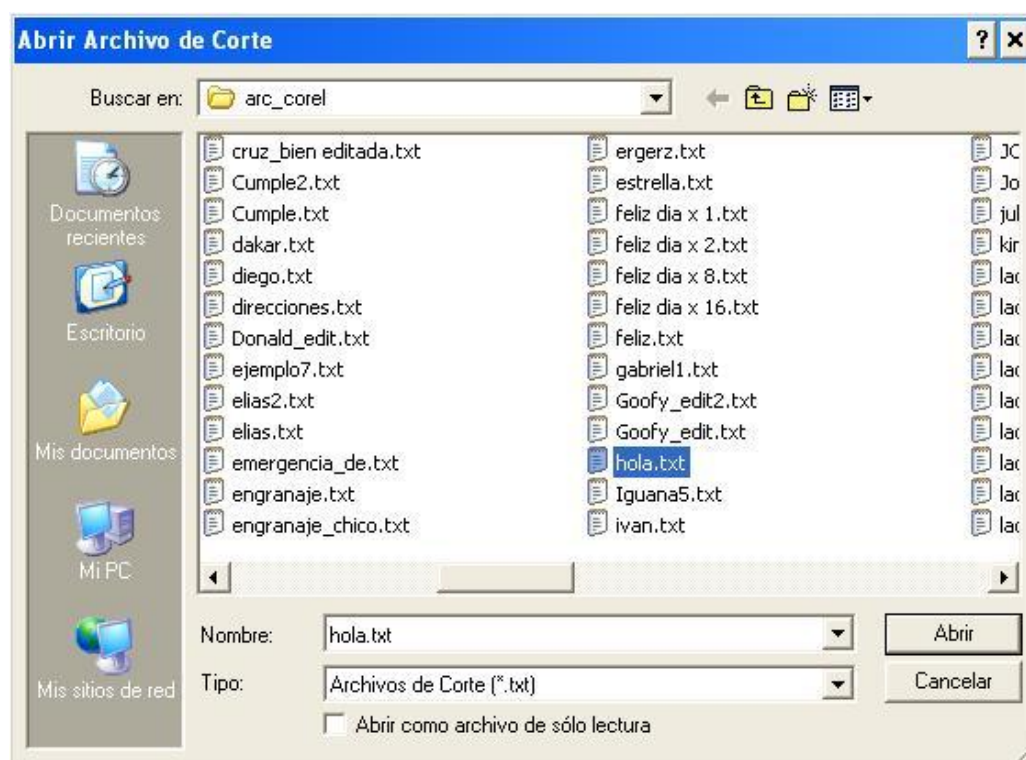 Abrir Archivo de Corte
Buscar en: arc_corel
Documentos
recientes
Escritorio
Mis documentos
Mi PC
Mis sitios de red
cruz_bien editada.txt
Cumple2.txt
Cumple.txt
dakar.txt
diego.txt
direcciones.txt
Donald_edit.txt
ejemplo7.txt
elias2.txt
elias.txt
emergencia_de.txt
engranaje.txt
engranaje_chico.txt
ergerz.txt
estrella.txt
feliz dia x 1.txt
feliz dia x 2.txt
feliz dia x 8.txt
feliz dia x 16.txt
feliz.txt
gabriel1.txt
Goofy_edit2.txt
Goofy_edit.txt
hola.txt
Iguana5.txt
ivan.txt
JC
Jo
jul
Nombre: hola.txt
Abrir
Tipo: Archivos de Corte (*.txt)
Cancelar
Abrir como archivo de sólo lectura